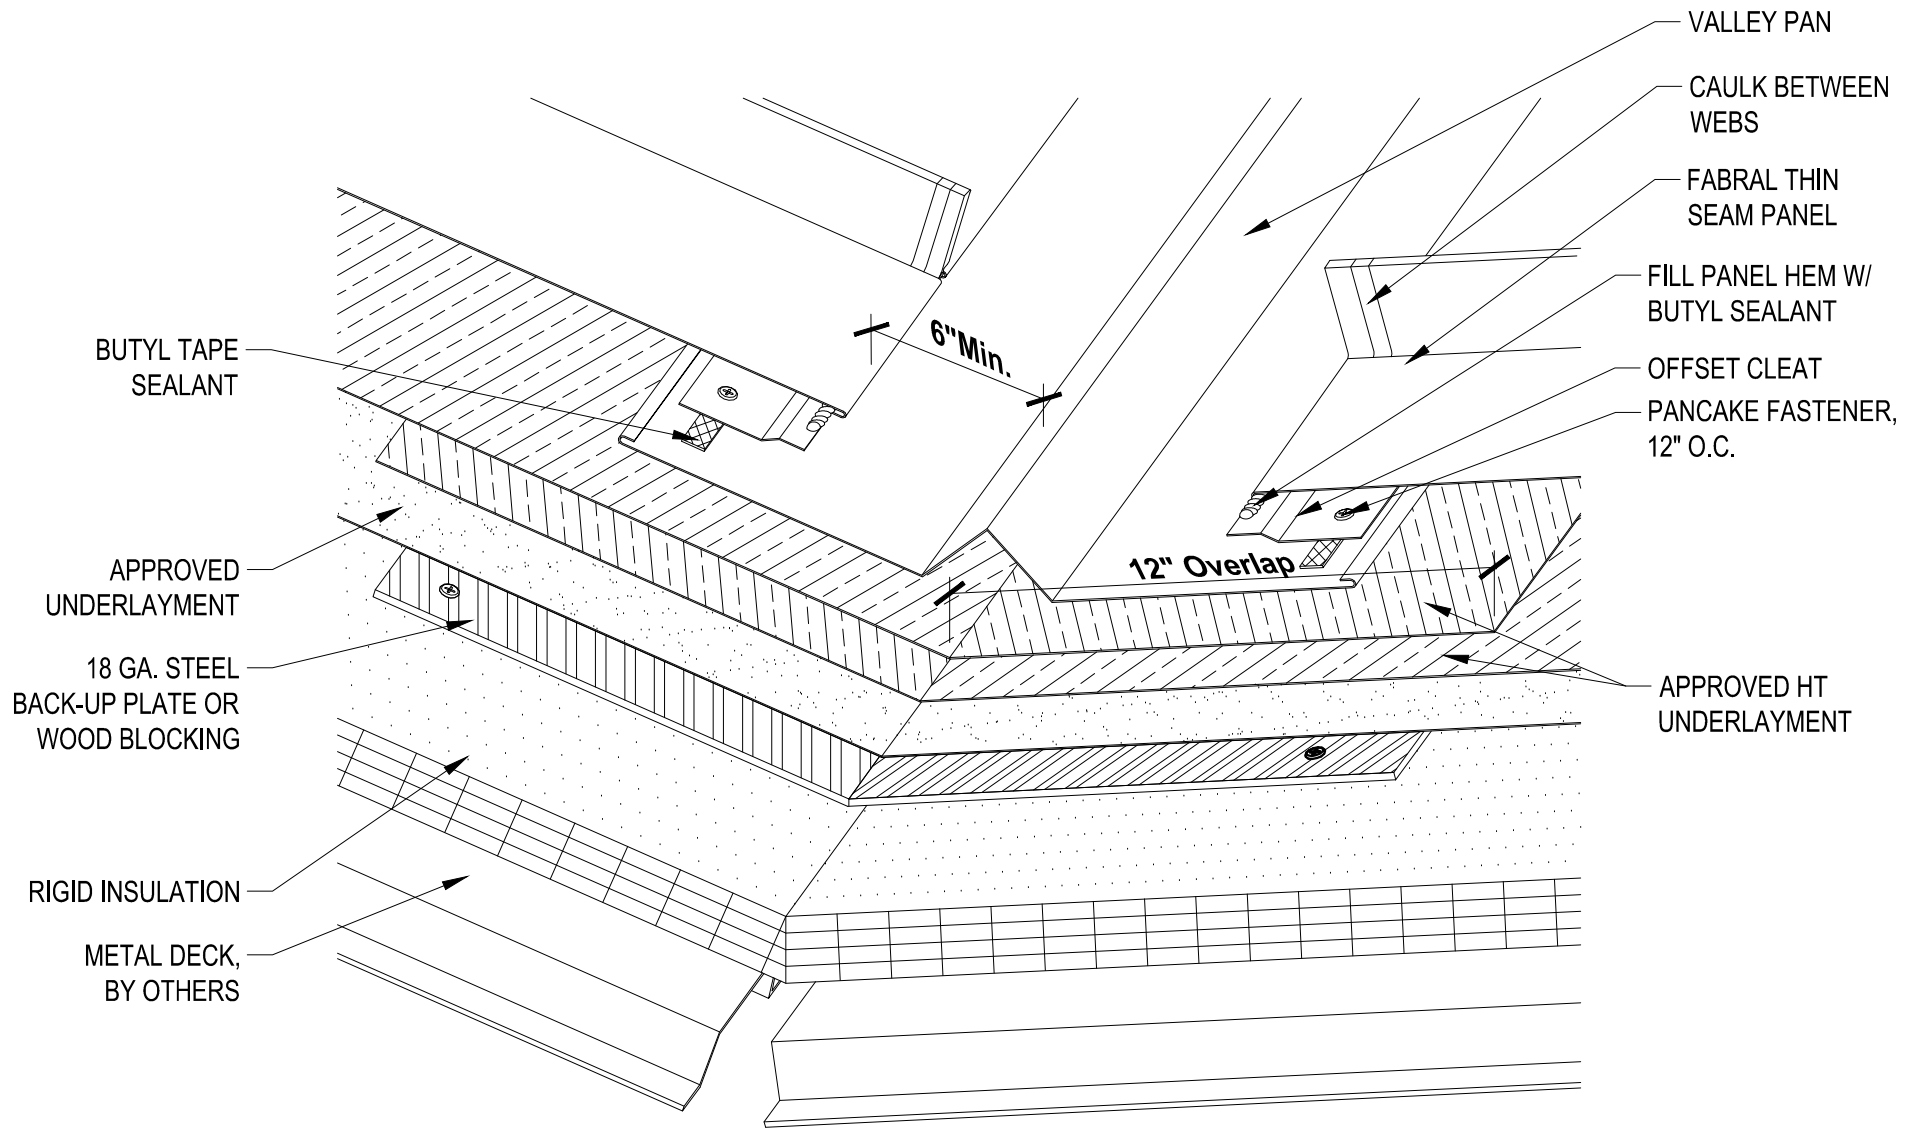 VALLEY PAN
CAULK BETWEEN
WEBS
FABRAL THIN
SEAM PANEL
FILL PANEL HEM W/
BUTYL SEALANT
OFFSET CLEAT
PANCAKE FASTENER,
12" O.C.
6"Min.
12" Overlap
APPROVED HT
UNDERLAYMENT
BUTYL TAPE
SEALANT
APPROVED
UNDERLAYMENT
18 GA. STEEL
BACK-UP PLATE OR
WOOD BLOCKING
RIGID INSULATION
METAL DECK,
BY OTHERS